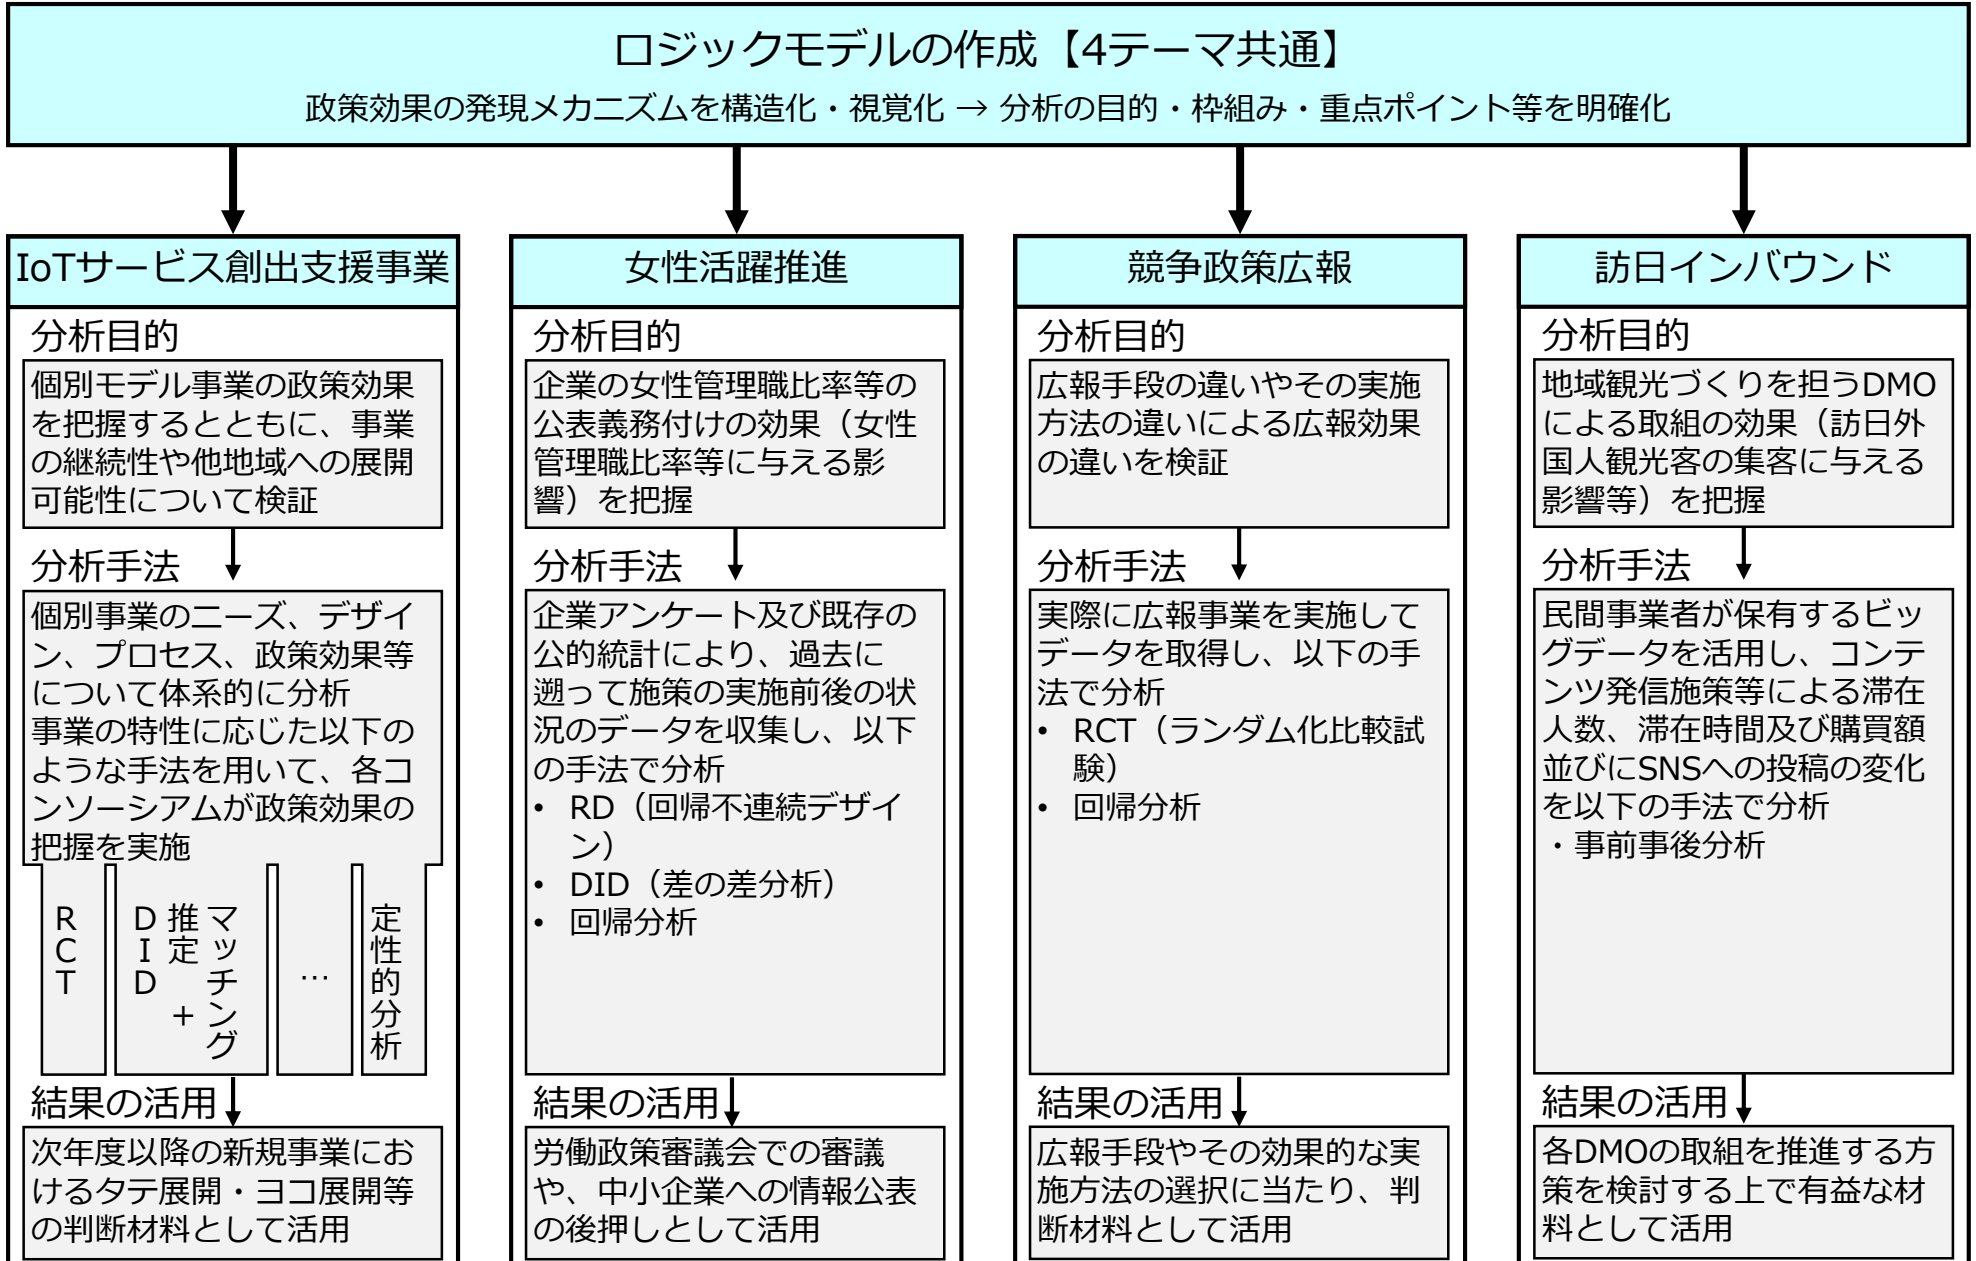 ロジックモデルの作成【4テーマ共通】
政策効果の発現メカニズムを構造化・視覚化 → 分析の目的・枠組み・重点ポイント等を明確化
IoTサービス創出支援事業
分析目的
個別モデル事業の政策効果
を把握するとともに、事業
の継続性や他地域への展開
可能性について検証
分析手法
個別事業のニーズ、デザイ
ン、プロセス、政策効果等
について体系的に分析
事業の特性に応じた以下の
ような手法を用いて、各コ
ンソーシアムが政策効果の
把握を実施
RCT
マッチング
推定 +
DID
…
定性的分析
結果の活用
次年度以降の新規事業にお
けるタテ展開・ヨコ展開等
の判断材料として活用
女性活躍推進
分析目的
企業の女性管理職比率等の
公表義務付けの効果（女性
管理職比率等に与える影
響）を把握
分析手法
企業アンケート及び既存の
公的統計により、過去に
遡って施策の実施前後の状
況のデータを収集し、以下
の手法で分析
• RD（回帰不連続デザイ
ン）
• DID（差の差分析）
• 回帰分析
結果の活用
労働政策審議会での審議
や、中小企業への情報公表
の後押しとして活用
競争政策広報
分析目的
広報手段の違いやその実施
方法の違いによる広報効果
の違いを検証
分析手法
実際に広報事業を実施して
データを取得し、以下の手
法で分析
• RCT（ランダム化比較試
験）
• 回帰分析
結果の活用
広報手段やその効果的な実
施方法の選択に当たり、判
断材料として活用
訪日インバウンド
分析目的
地域観光づくりを担うDMO
による取組の効果（訪日外
国人観光客の集客に与える
影響等）を把握
分析手法
民間事業者が保有するビッ
グデータを活用し、コンテ
ンツ発信施策等による滞在
人数、滞在時間及び購買額
並びにSNSへの投稿の変化
を以下の手法で分析
・事前事後分析
結果の活用
各DMOの取組を推進する方
策を検討する上で有益な材
料として活用